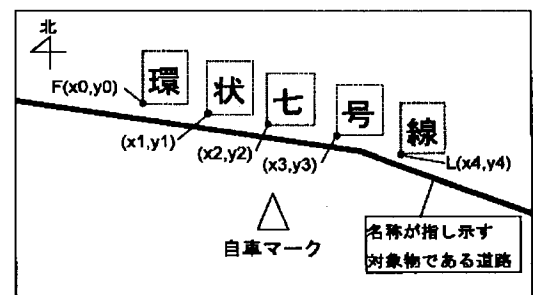 北
環状七号線
F(x0,y0)
(x1,y1)
(x2,y2)
(x3,y3)
L(x4,y4)
自車マーク
名称が指し示す
対象物である道路